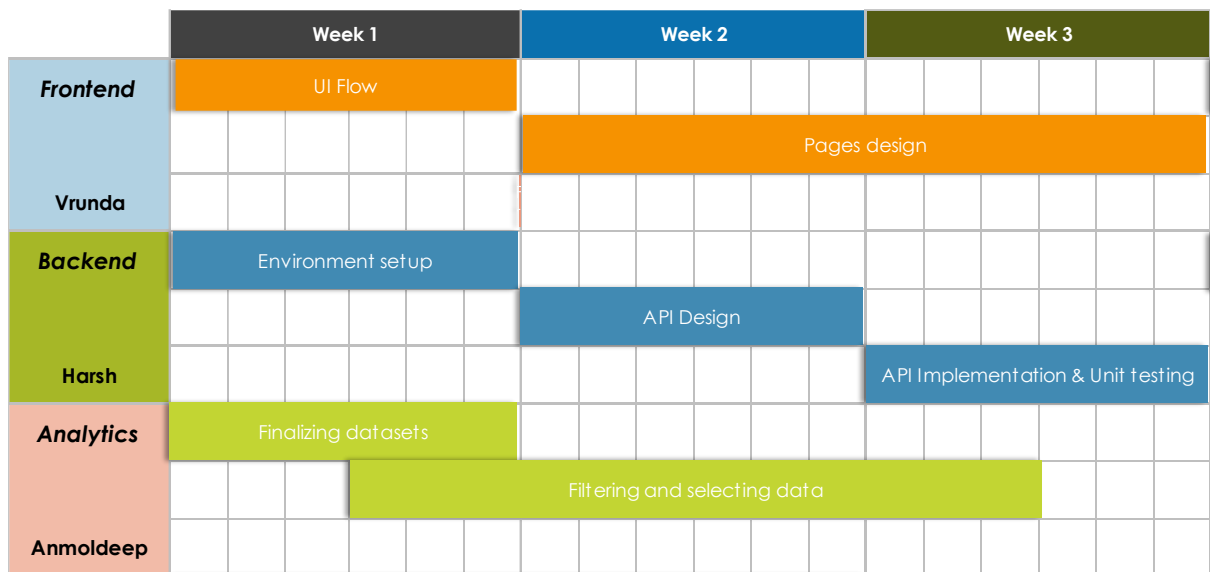 Week 1
Week 2
Week 3
Frontend
UI Flow
Pages design
Vrunda
Backend
Environment setup
API Design
Harsh
API Implementation & Unit testing
Analytics
Finalizing datasets
Filtering and selecting data
Anmoldeep